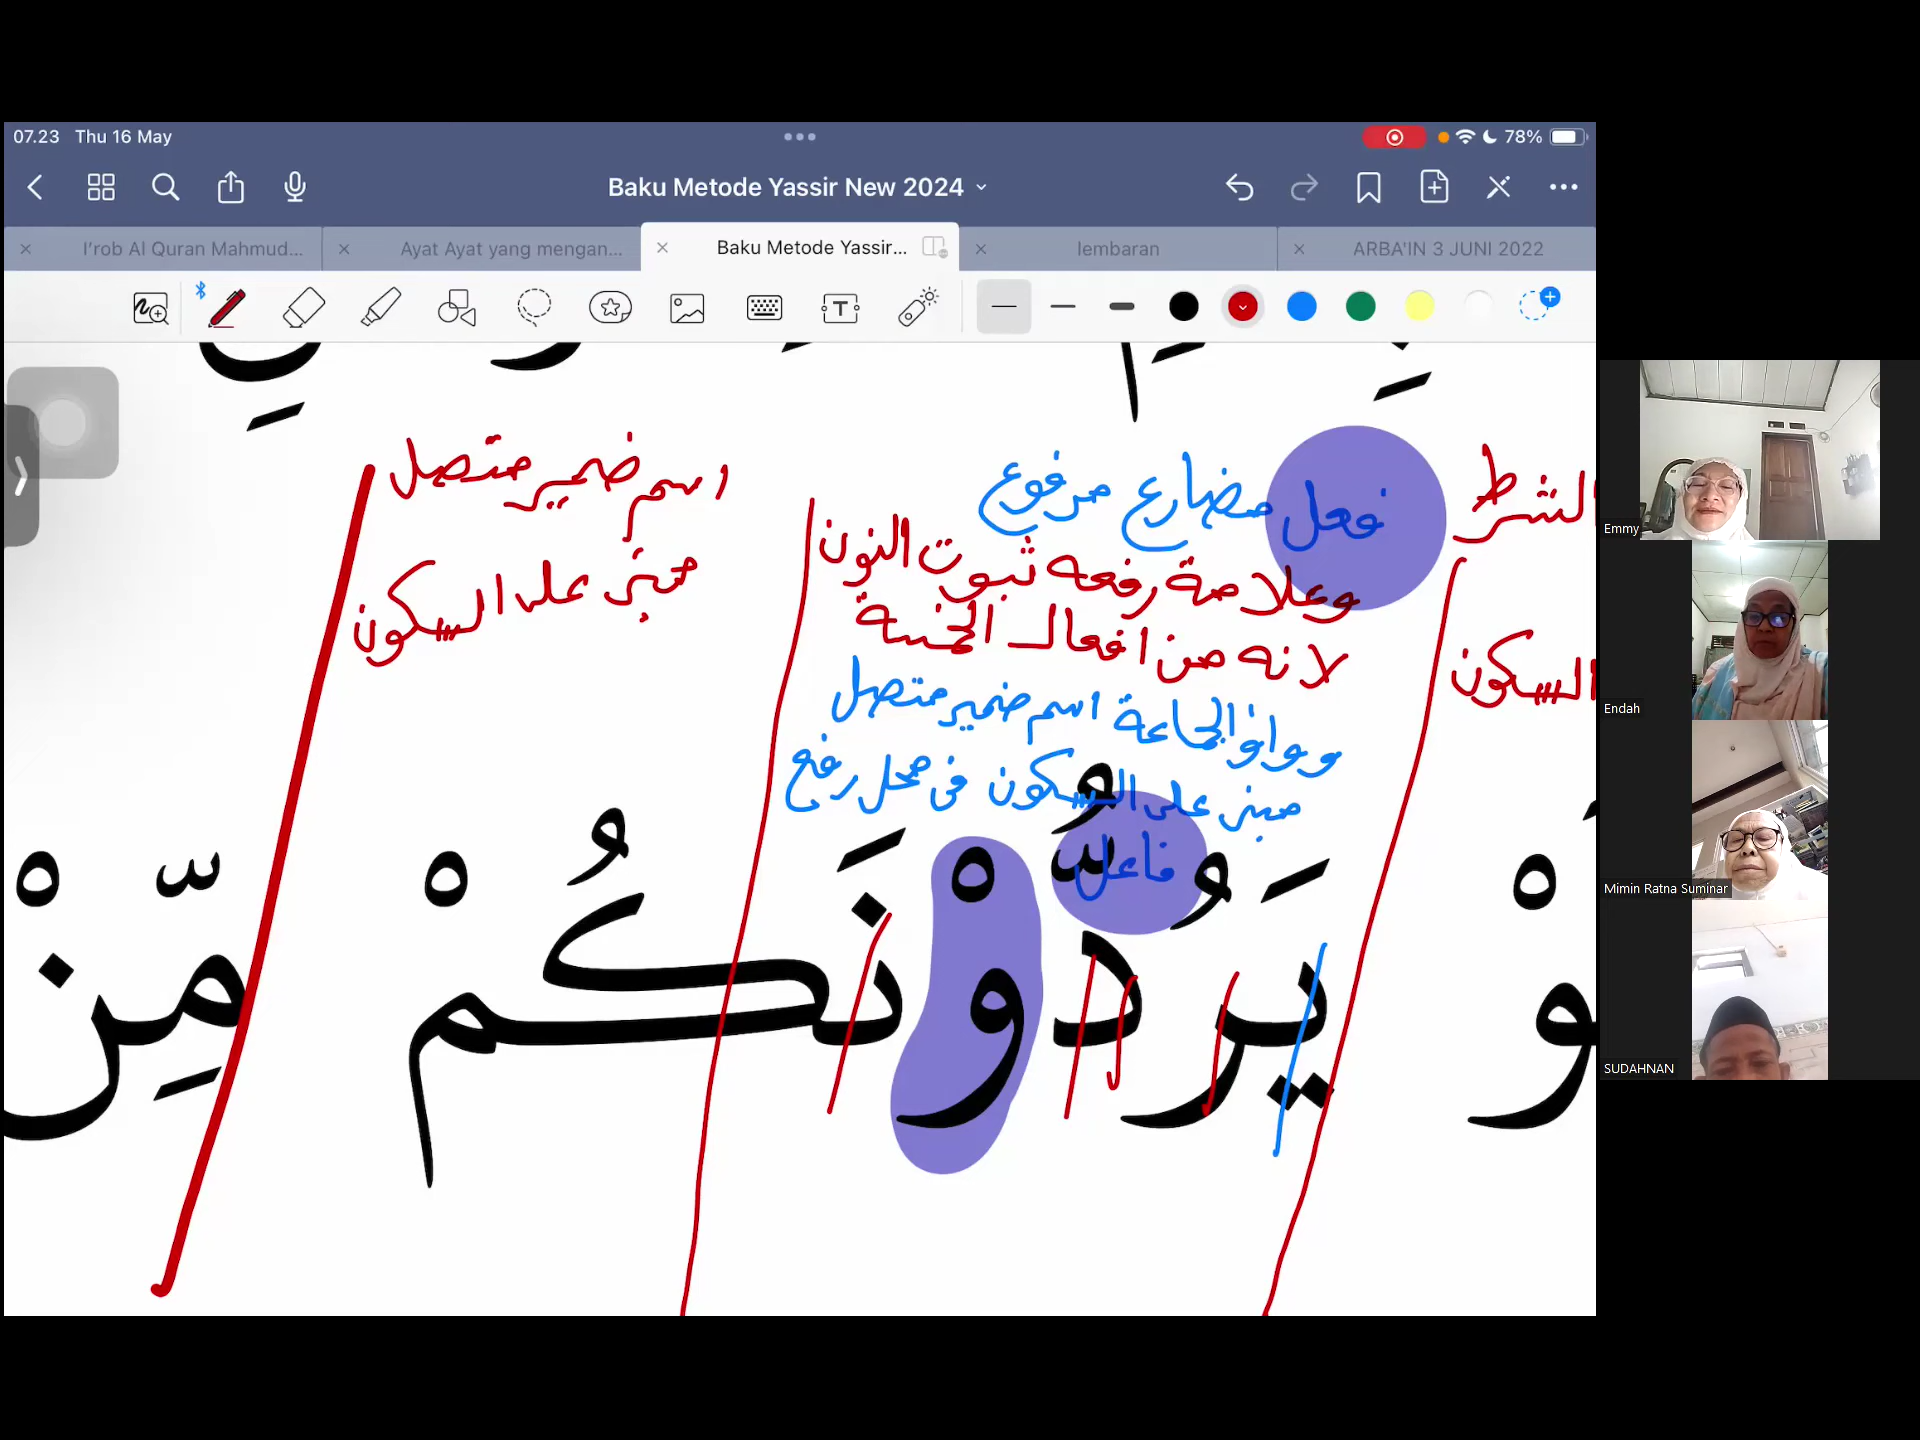 07.23 Thu 16 May
78%
Baku Metode Yassir New 2024
I'rob Al Quran Mahmud...
Ayat Ayat yang mengan...
Baku Metode Yassir...
lembaran
ARBA'IN 3 JUNI 2022
T
الشرط
السكون
فعل مضارع مرفوع
وعلامة رفعه ثبوت النون
لانه من افعال الخمسة
وواو الجماعة اسم ضمير متصل
مبني على السكون في محل رفع
فاعل
اسم ضمير متصل
مبني على السكون
وْ يَرُدُّوْنَكُمْ مِّنْ
Emmy
Endah
Mimin Ratna Suminar
SUDAHNAN